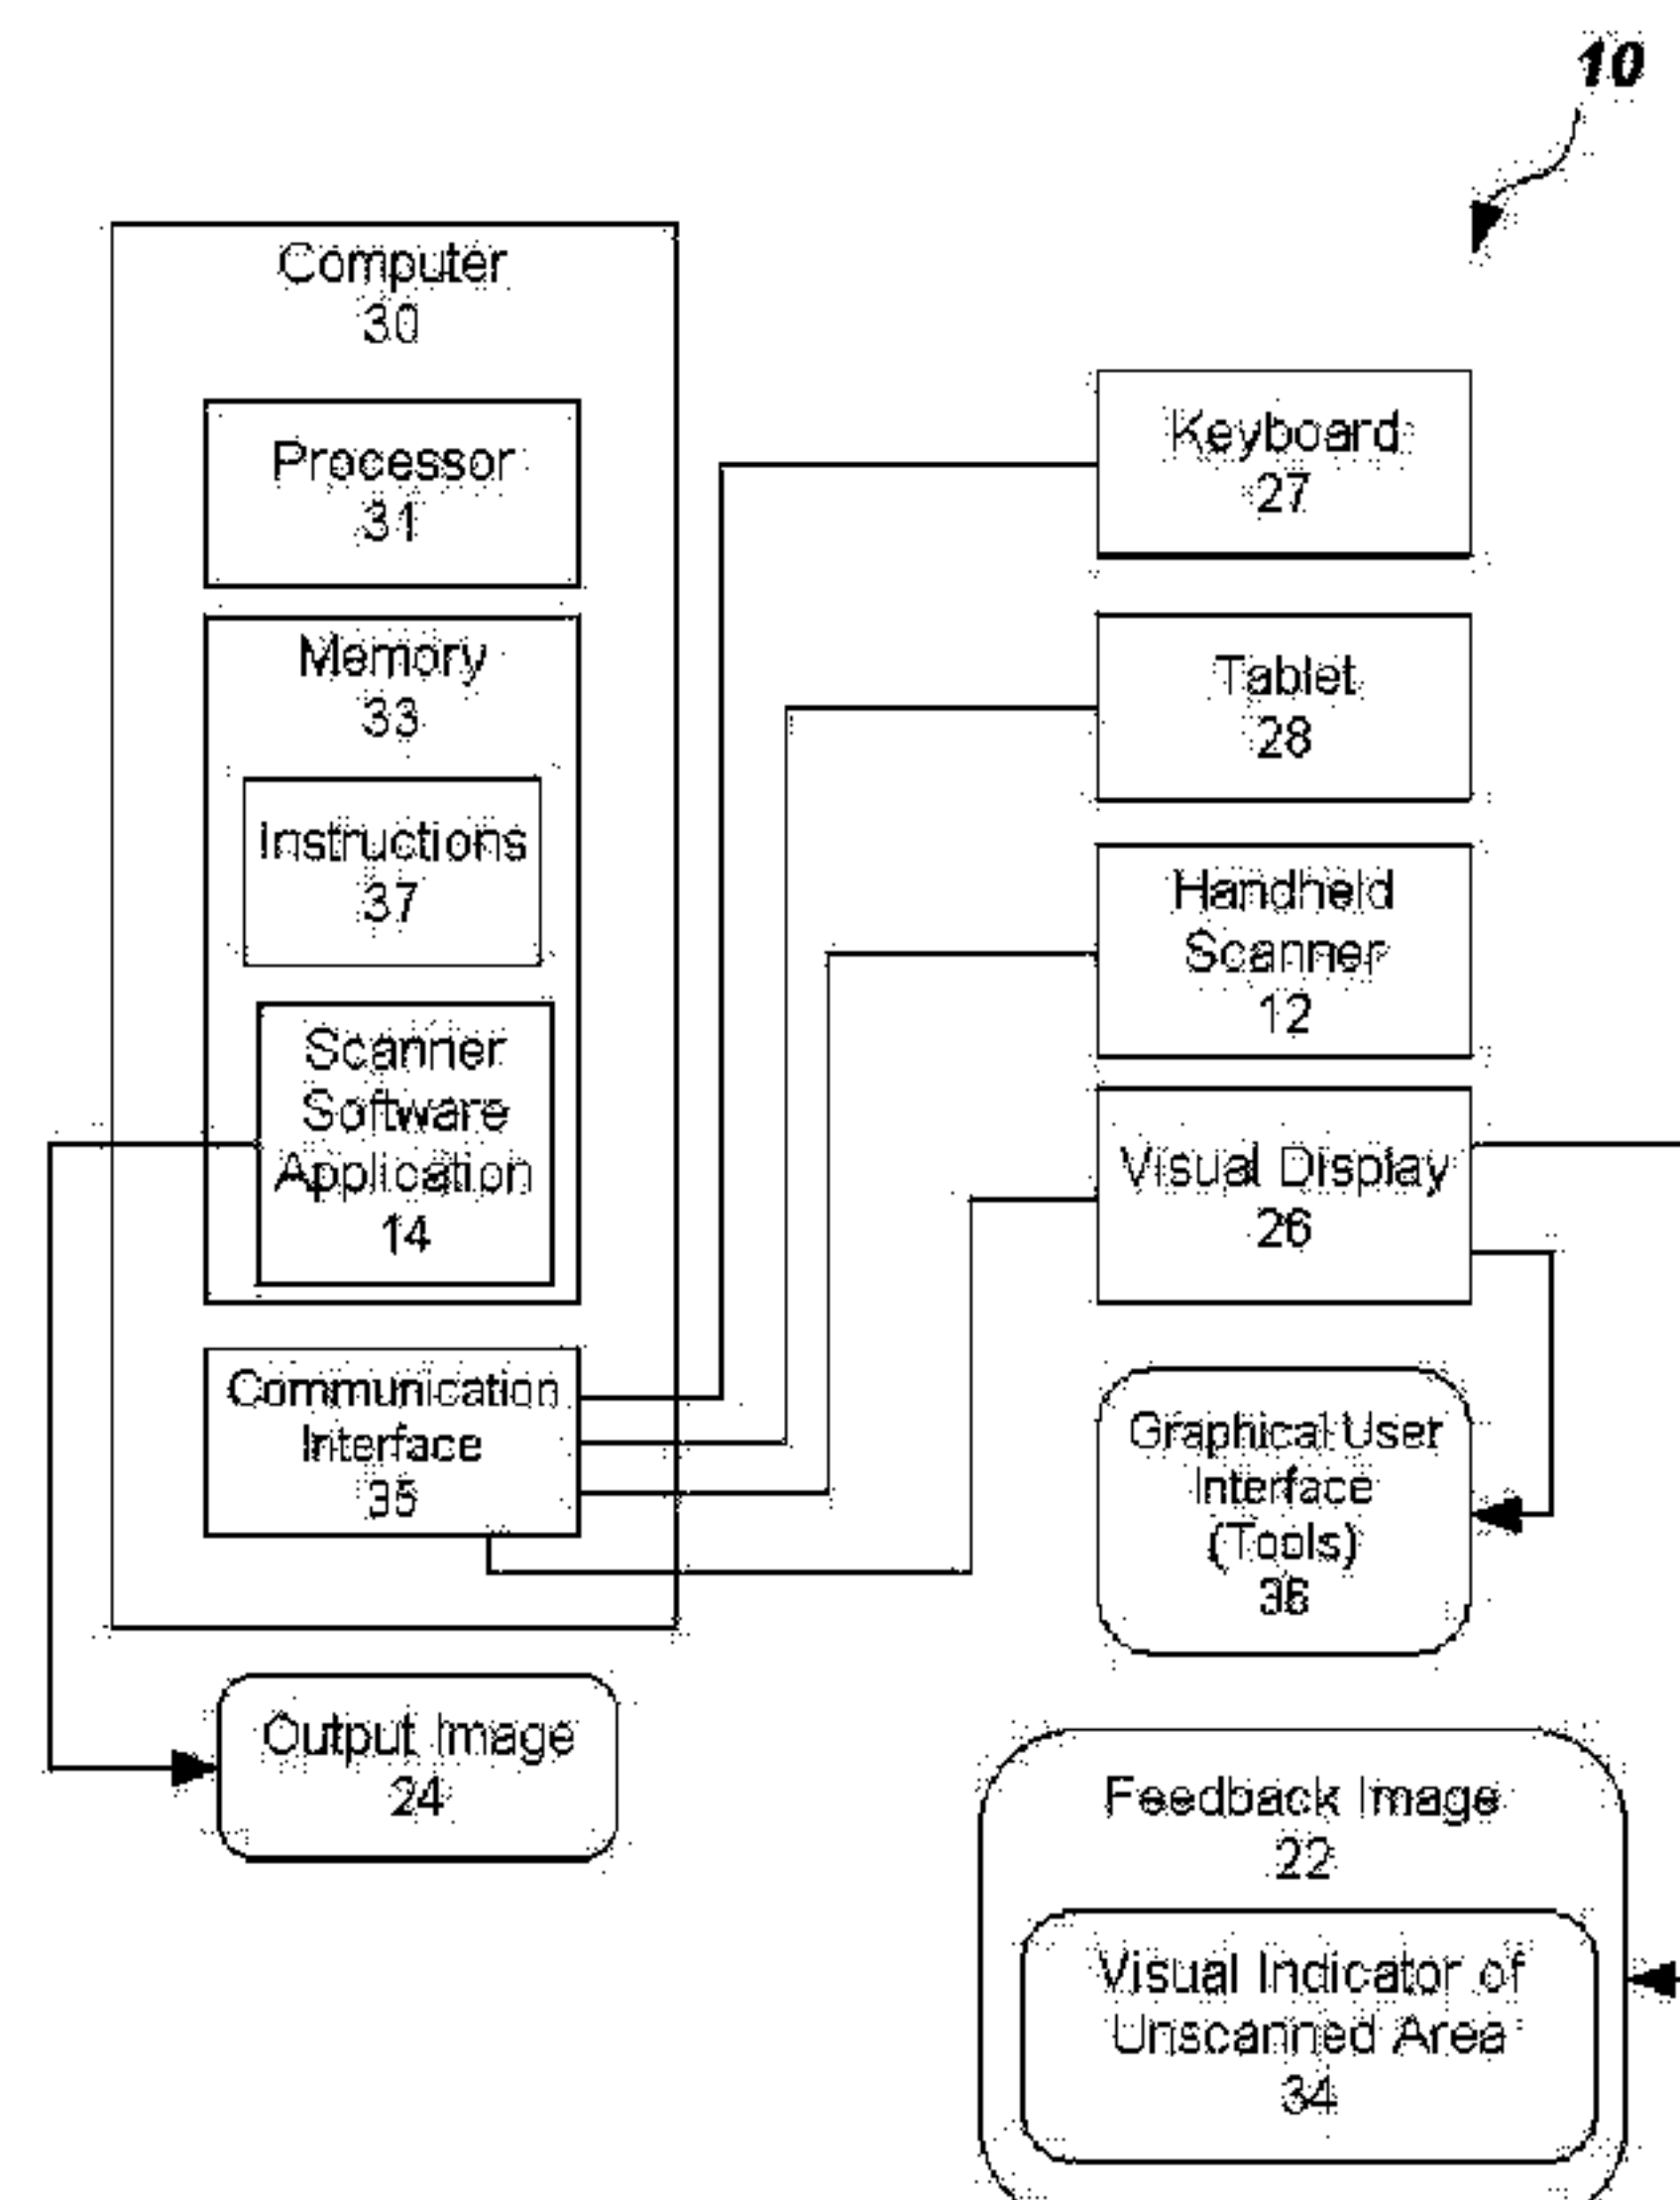 10
Computer
30
Processor
31
Memory
33
Instructions
37
Scanner
Software
Application
14
Communication
Interface
35
Output Image
24
Keyboard
27
Tablet
28
Handheld
Scanner
12
Visual Display
26
Graphical User
Interface
(Tools)
36
Feedback Image
22
Visual Indicator of
Unscanned Area
34